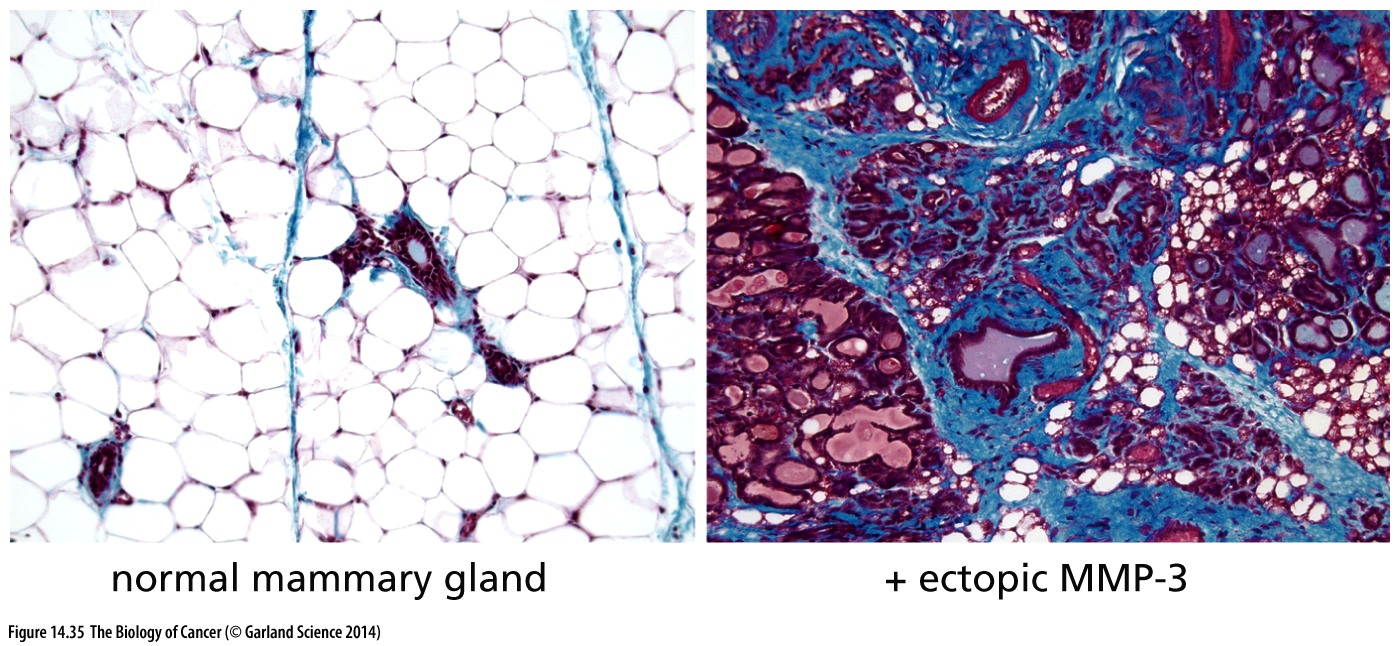 normal mammary gland
+ ectopic MMP-3
Figure 14.35 The Biology of Cancer (© Garland Science 2014)